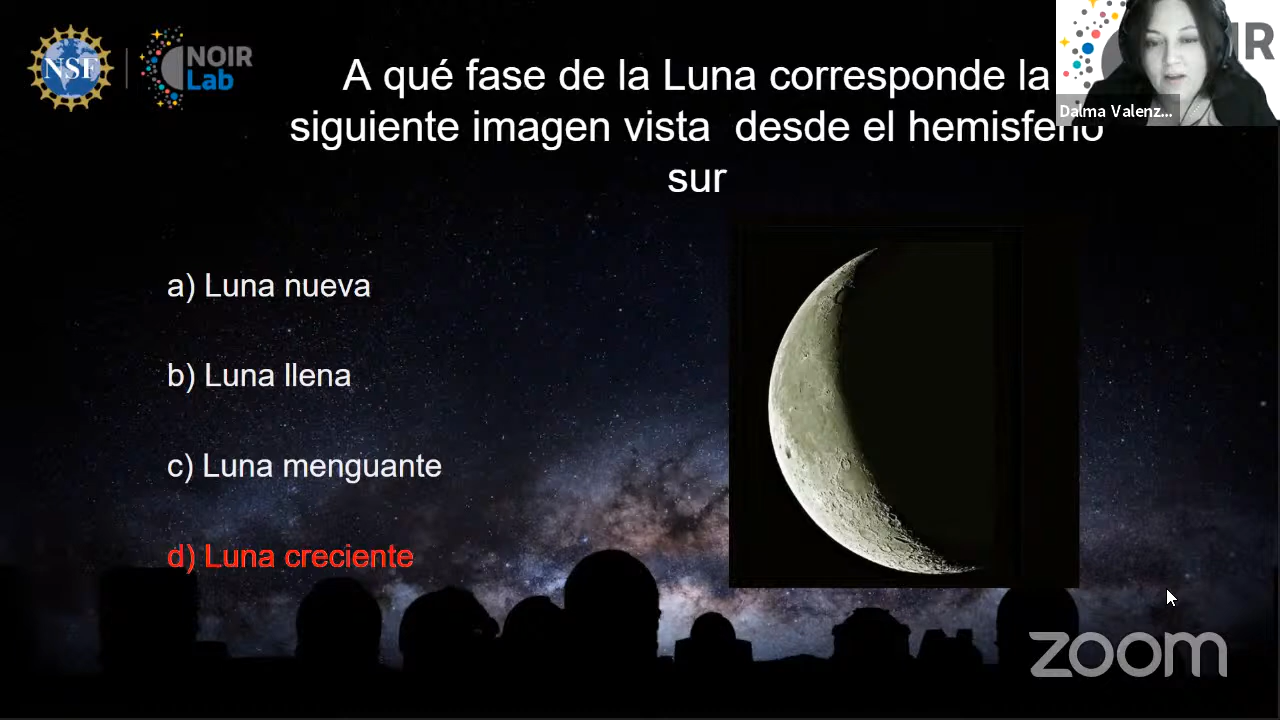 NSF
NOIR
Lab
A qué fase de la Luna corresponde la
siguiente imagen vista desde el hemisferio
sur
a) Luna nueva
b) Luna llena
c) Luna menguante
d) Luna creciente
IR
Dalma Valenz...
zoom